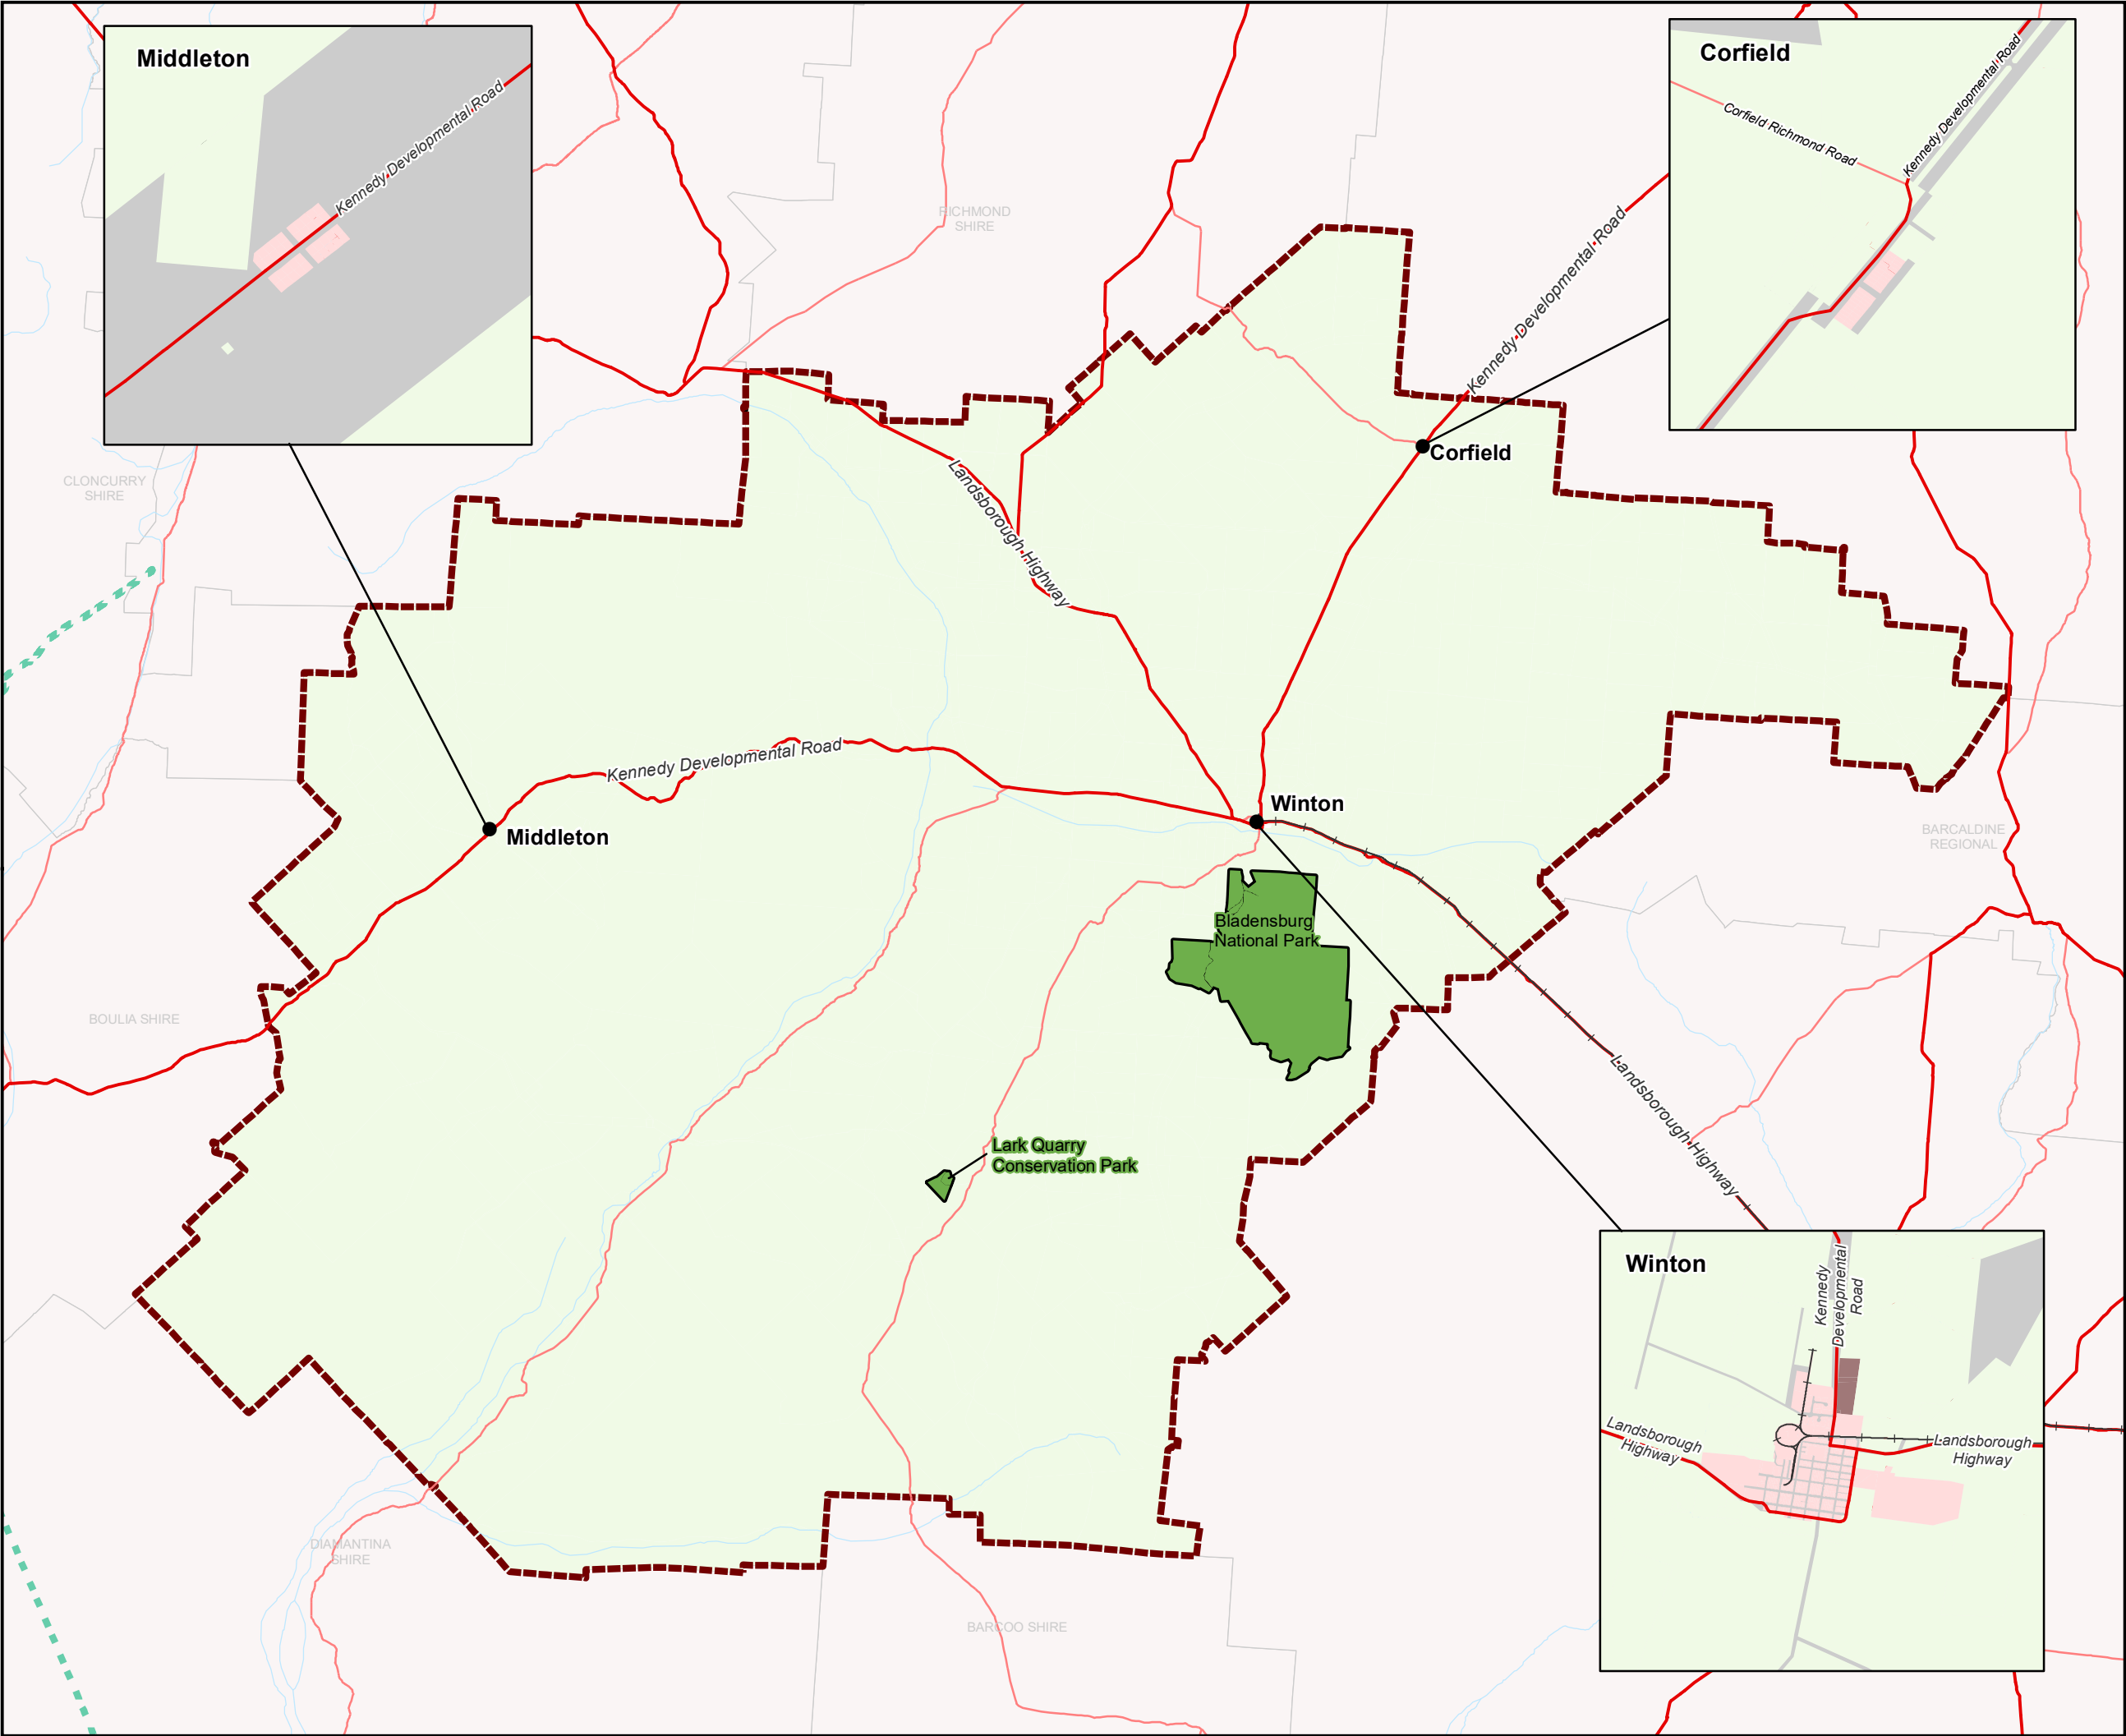 Middleton
Kennedy Developmental Road
Corfield
Corfield Richmond Road
Kennedy Developmental Road
RICHMOND
SHIRE
Kennedy Developmental Road
Corfield
CLONCURRY
SHIRE
Landsborough Highway
Kennedy Developmental Road
Middleton
Winton
BARCALDINE
REGIONAL
Bladensburg
National Park
BOULIA SHIRE
Landsborough Highway
Lark Quarry
Conservation Park
Winton
Kennedy
Developmental
Road
Landsborough
Highway
Landsborough
Highway
DIAMANTINA
SHIRE
BARCOO SHIRE